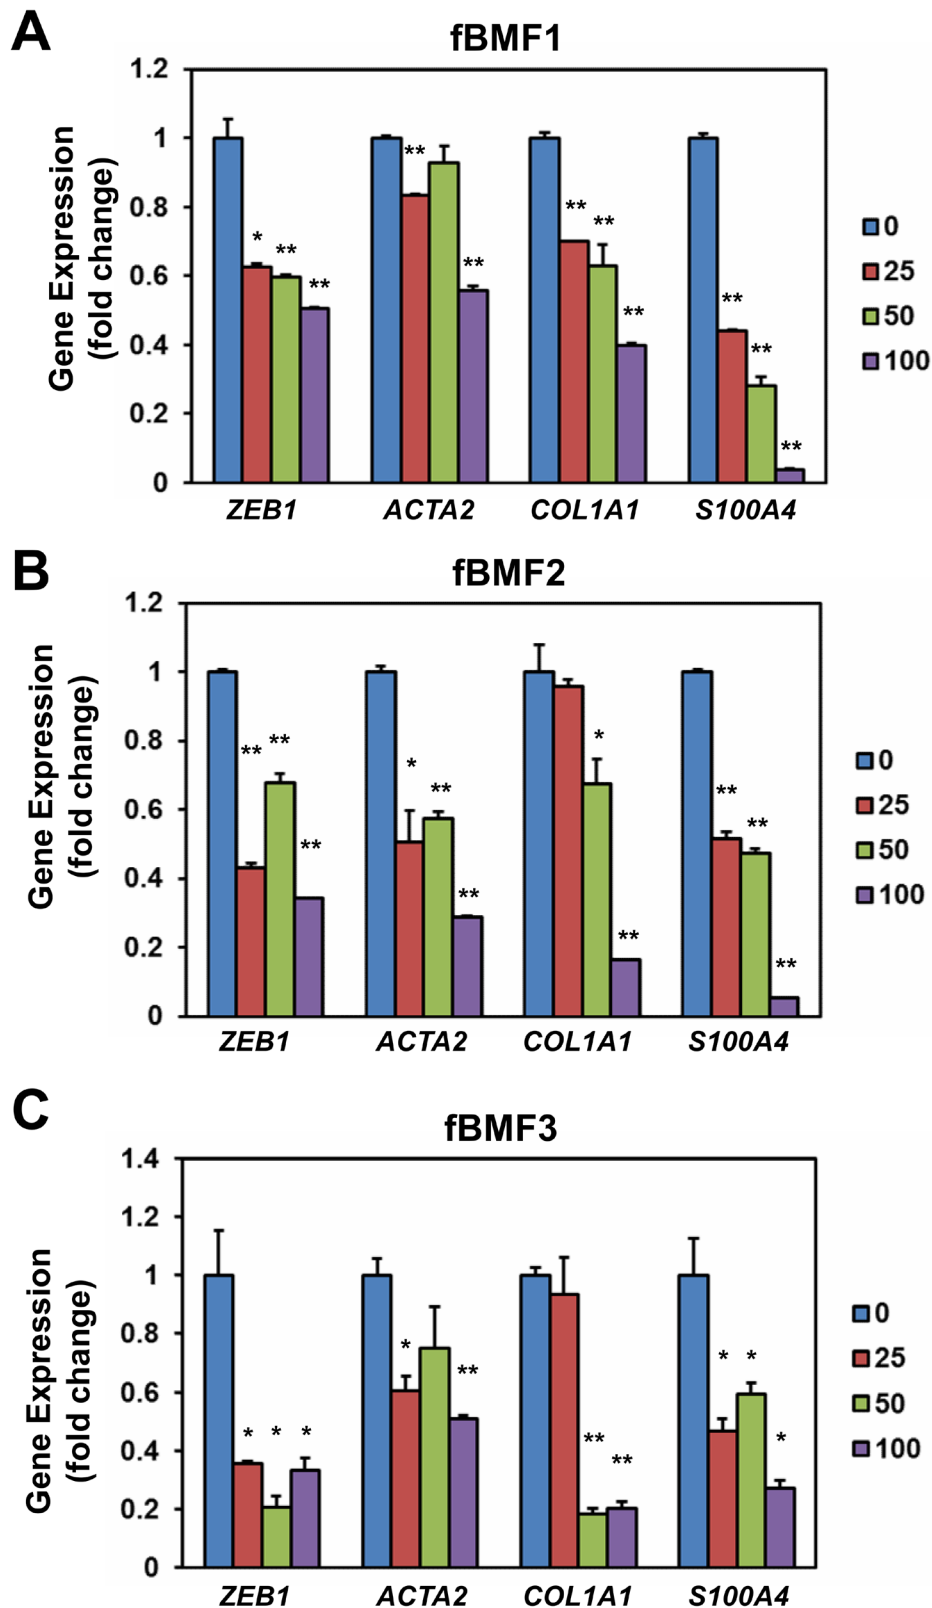 A
fBMF1
Gene Expression
(fold change)
1.2
1
0.8
0.6
0.4
0.2
0
* ** **
** **
** ** **
** ** **
ZEB1 ACTA2 COL1A1 S100A4
0
25
50
100
B
fBMF2
Gene Expression
(fold change)
1.2
1
0.8
0.6
0.4
0.2
0
** ** **
* ** **
* **
** ** **
ZEB1 ACTA2 COL1A1 S100A4
0
25
50
100
C
fBMF3
Gene Expression
(fold change)
1.4
1.2
1
0.8
0.6
0.4
0.2
0
* * *
* **
** **
* * *
ZEB1 ACTA2 COL1A1 S100A4
0
25
50
100